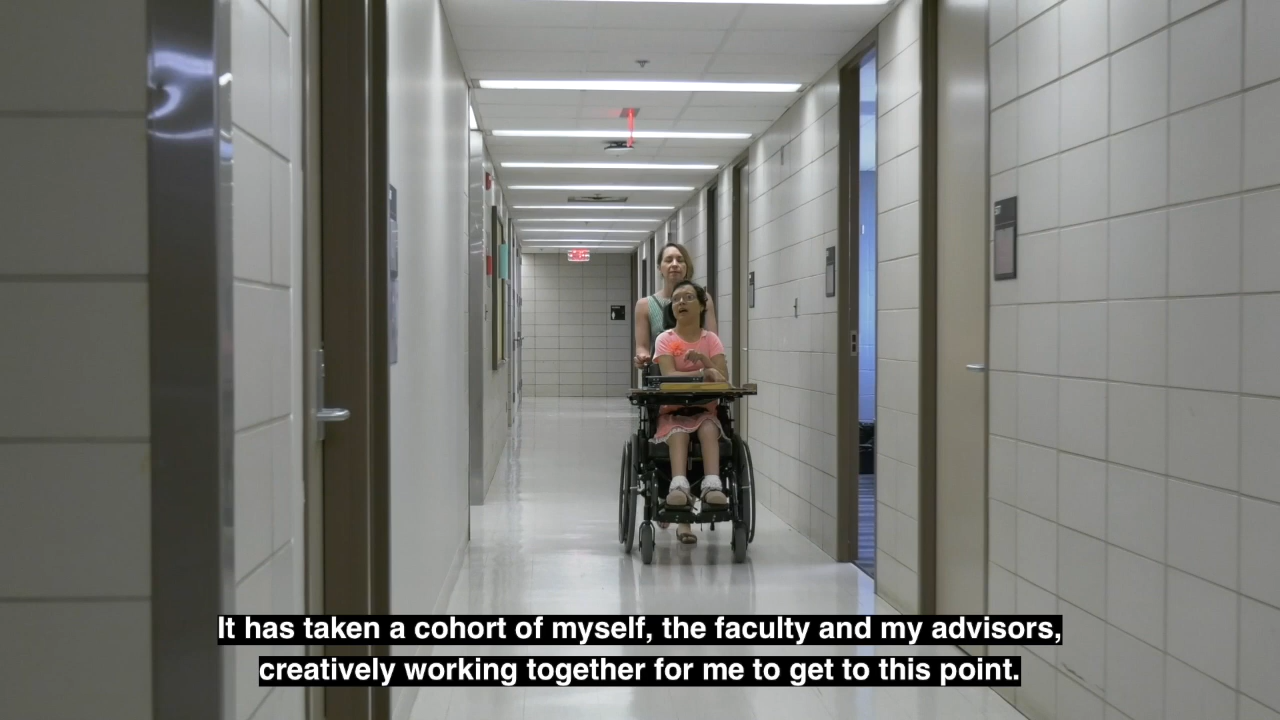 It has taken a cohort of myself, the faculty and my advisors,
creatively working together for me to get to this point.